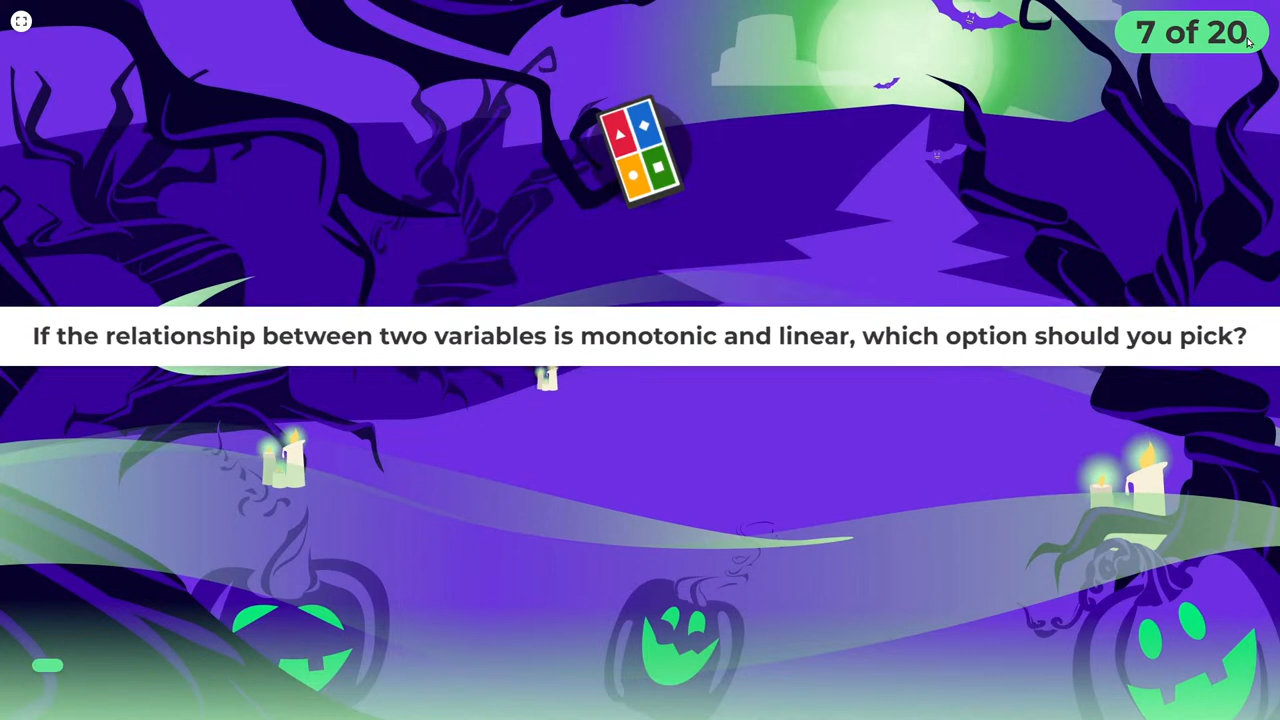 7 of 20
If the relationship between two variables is monotonic and linear, which option should you pick?